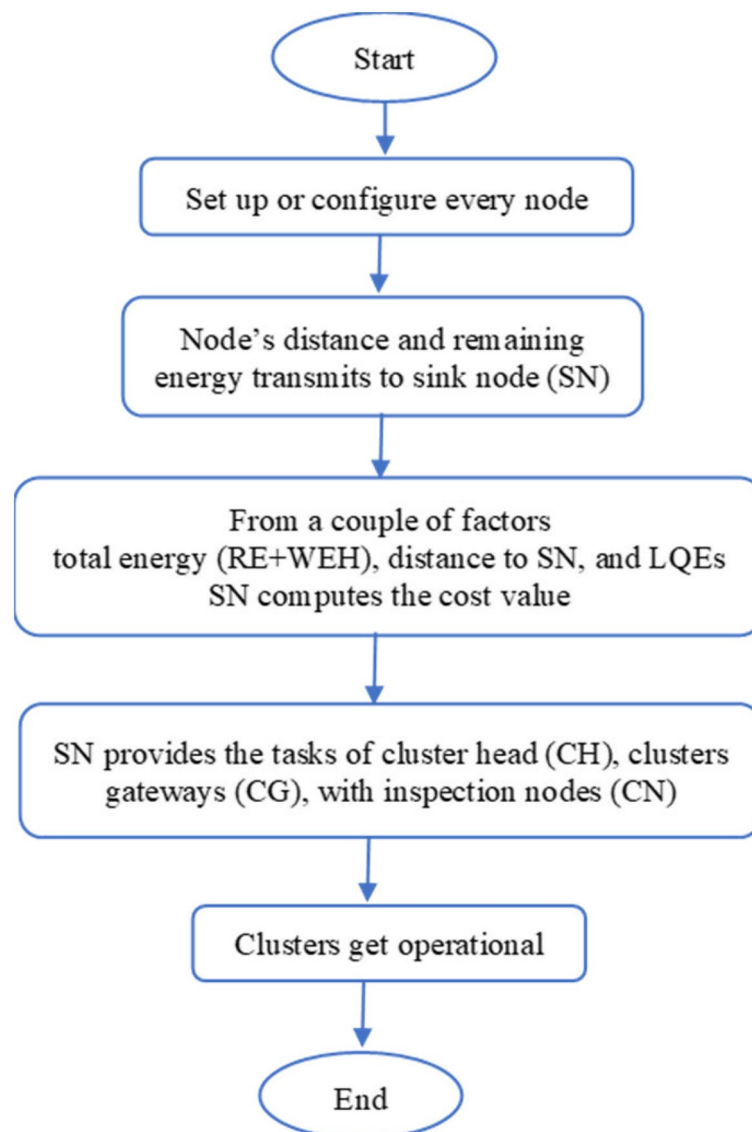 Start
Set up or configure every node
Node's distance and remaining
energy transmits to sink node (SN)
From a couple of factors
total energy (RE+WEH), distance to SN, and LQEs
SN computes the cost value
SN provides the tasks of cluster head (CH), clusters
gateways (CG), with inspection nodes (CN)
Clusters get operational
End